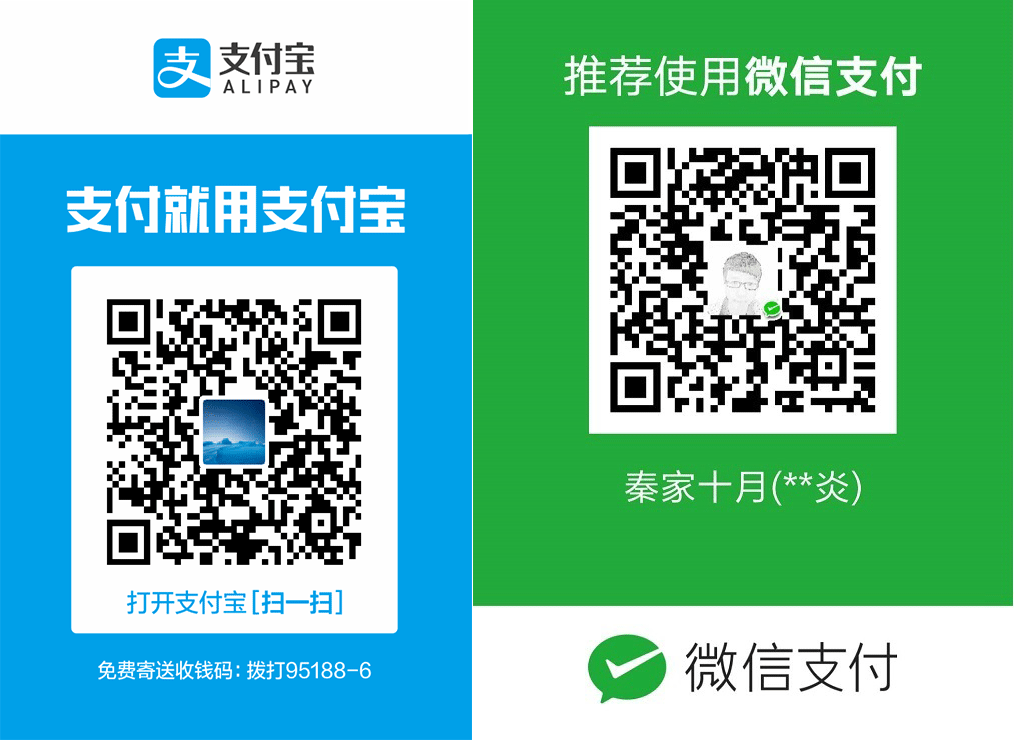 支付宝
ALIPAY
支付就用支付宝
打开支付宝[扫一扫]
免费寄送收钱码：拨打95188-6
推荐使用微信支付
秦家十月(**炎)
微信支付